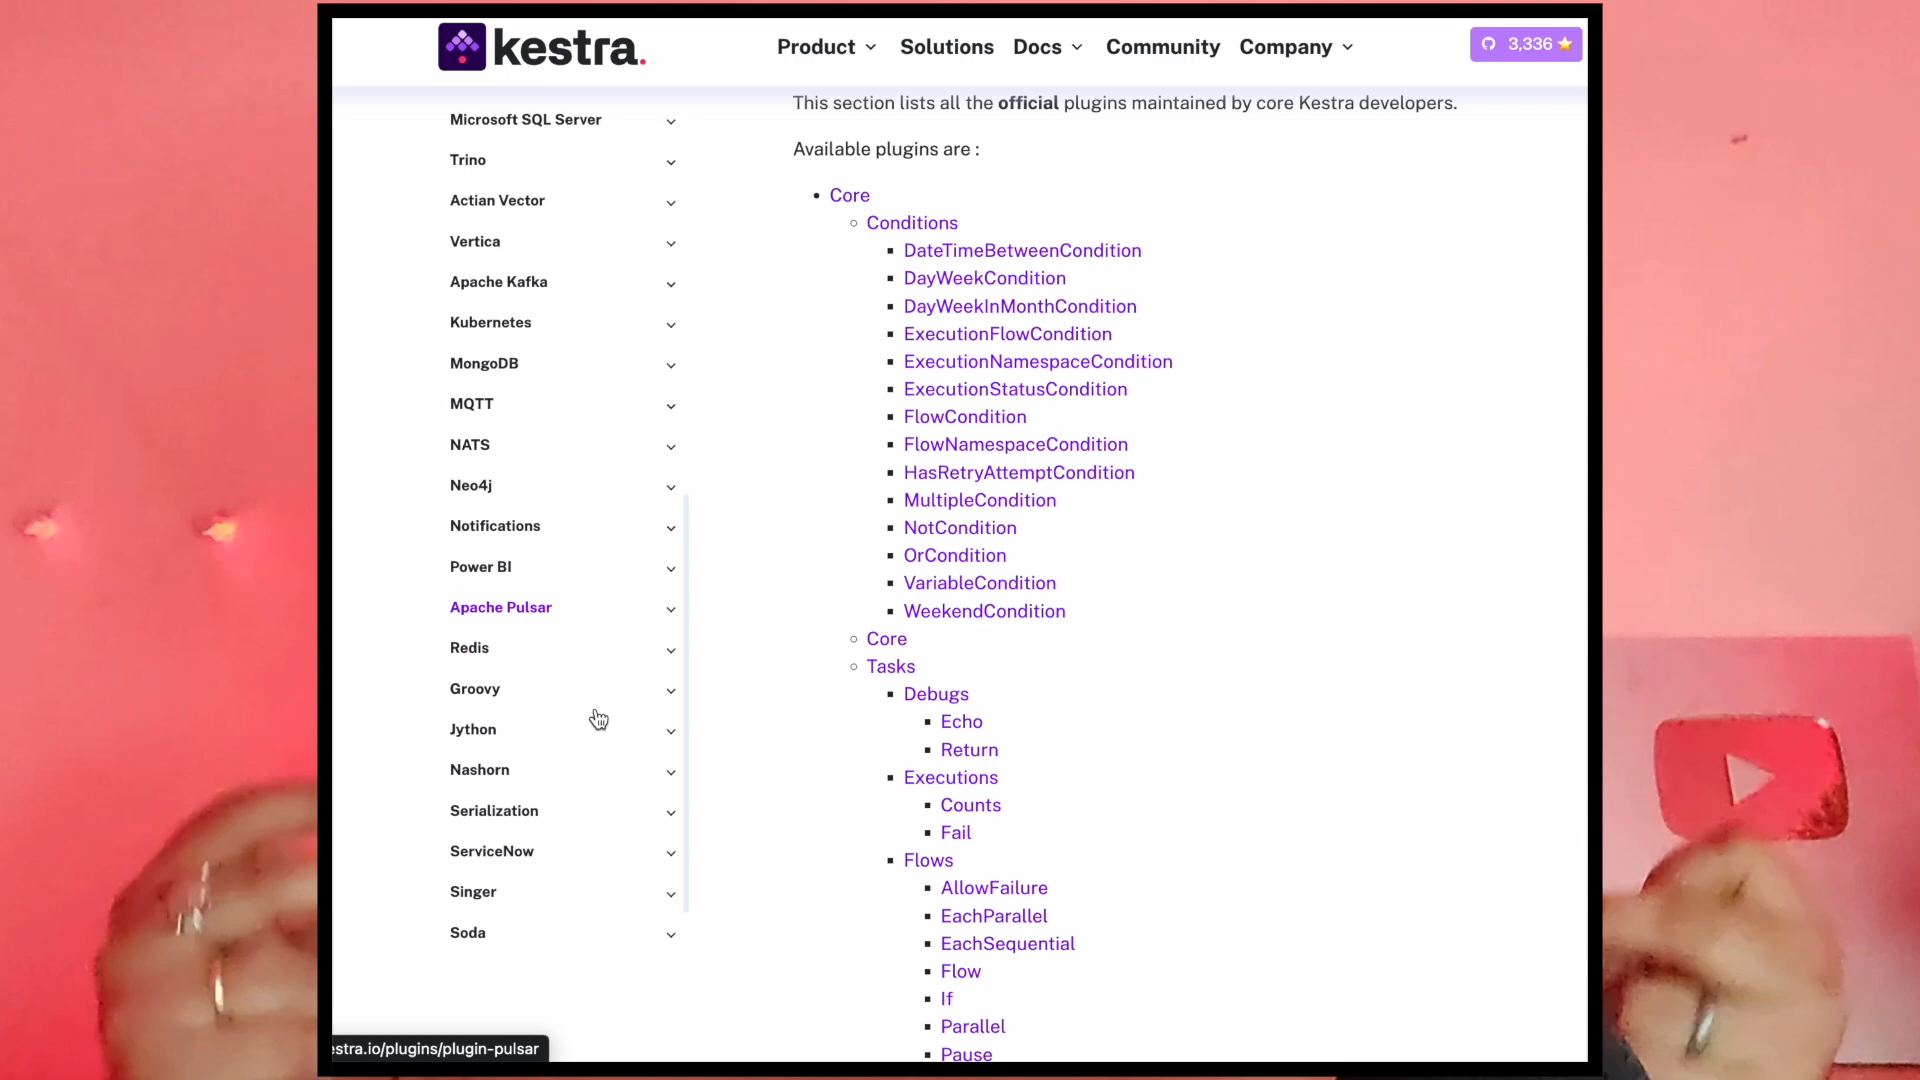 kestra.
Product
Solutions
Docs
Community
Company
3,336
Microsoft SQL Server
Trino
Actian Vector
Vertica
Apache Kafka
Kubernetes
MongoDB
MQTT
NATS
Neo4j
Notifications
Power BI
Apache Pulsar
Redis
Groovy
Jython
Nashorn
Serialization
ServiceNow
Singer
Soda
This section lists all the official plugins maintained by core Kestra developers.
Available plugins are :
Core
Conditions
DateTimeBetweenCondition
DayWeekCondition
DayWeekInMonthCondition
ExecutionFlowCondition
ExecutionNamespaceCondition
ExecutionStatusCondition
FlowCondition
FlowNamespaceCondition
HasRetryAttemptCondition
MultipleCondition
NotCondition
OrCondition
VariableCondition
WeekendCondition
Core
Tasks
Debugs
Echo
Return
Executions
Counts
Fail
Flows
AllowFailure
EachParallel
EachSequential
Flow
If
Parallel
Pause
estra.io/plugins/plugin-pulsar